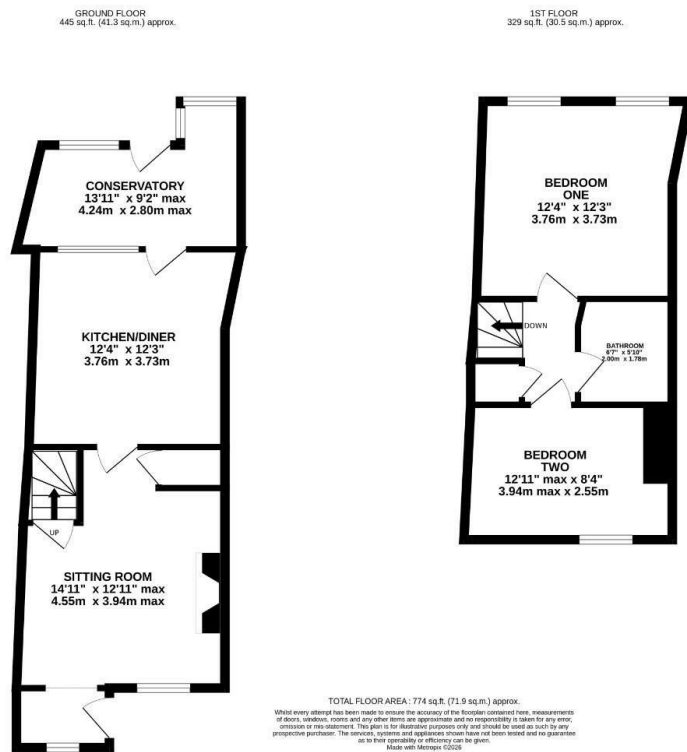 GROUND FLOOR
445 sq.ft. (41.3 sq.m.) approx.
1ST FLOOR
329 sq.ft. (30.5 sq.m.) approx.
CONSERVATORY
13'11" x 9'2" max
4.24m x 2.80m max
KITCHEN/DINER
12'4" x 12'3"
3.76m x 3.73m
UP
SITTING ROOM
14'11" x 12'11" max
4.55m x 3.94m max
BEDROOM
ONE
12'4" x 12'3"
3.76m x 3.73m
DOWN
BATHROOM
6'7" x 5'10"
2.00m x 1.78m
BEDROOM
TWO
12'11" max x 8'4"
3.94m max x 2.55m
TOTAL FLOOR AREA : 774 sq.ft. (71.9 sq.m.) approx.
Whilst every attempt has been made to ensure the accuracy of the floorplan contained here, measurements
of doors, windows, rooms and any other items are approximate and no responsibility is taken for any error,
omission or mis-statement. This plan is for illustrative purposes only and should be used as such by any
prospective purchaser. The services, systems and appliances shown have not been tested and no guarantee
as to their operability or efficiency can be given.
Made with Metropix ©2026